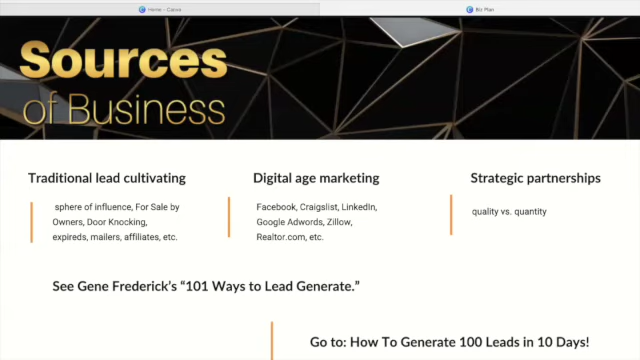 Home - Canva
Biz Plan
Sources
of Business
Traditional lead cultivating
sphere of influence, For Sale by
Owners, Door Knocking,
expireds, mailers, affiliates, etc.
Digital age marketing
Facebook, Craigslist, LinkedIn,
Google Adwords, Zillow,
Realtor.com, etc.
Strategic partnerships
quality vs. quantity
See Gene Frederick's “101 Ways to Lead Generate.”
Go to: How To Generate 100 Leads in 10 Days!